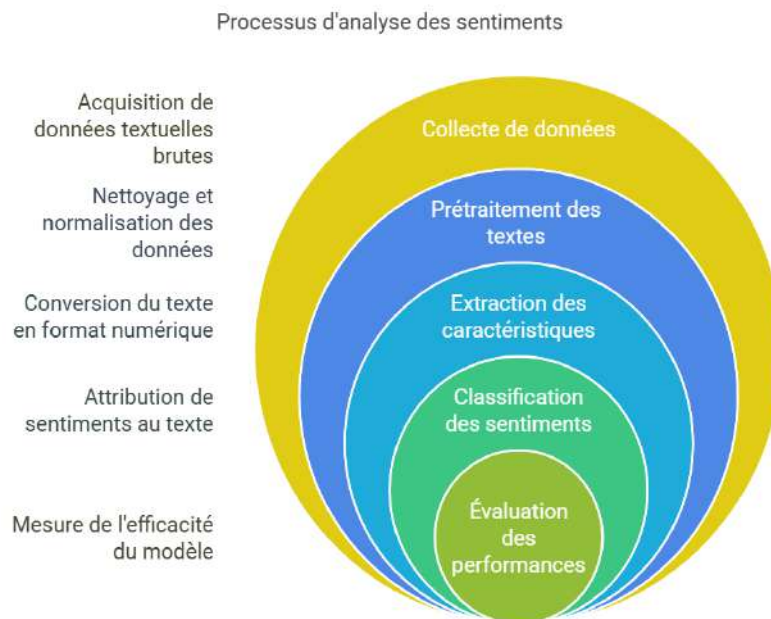 Processus d'analyse des sentiments
Acquisition de
données textuelles
brutes
Collecte de données
Nettoyage et
normalisation des
données
Prétraitement des
textes
Conversion du texte
en format numérique
Extraction des
caractéristiques
Attribution de
sentiments au texte
Classification
des sentiments
Mesure de l'efficacité
du modèle
Évaluation
des
performances